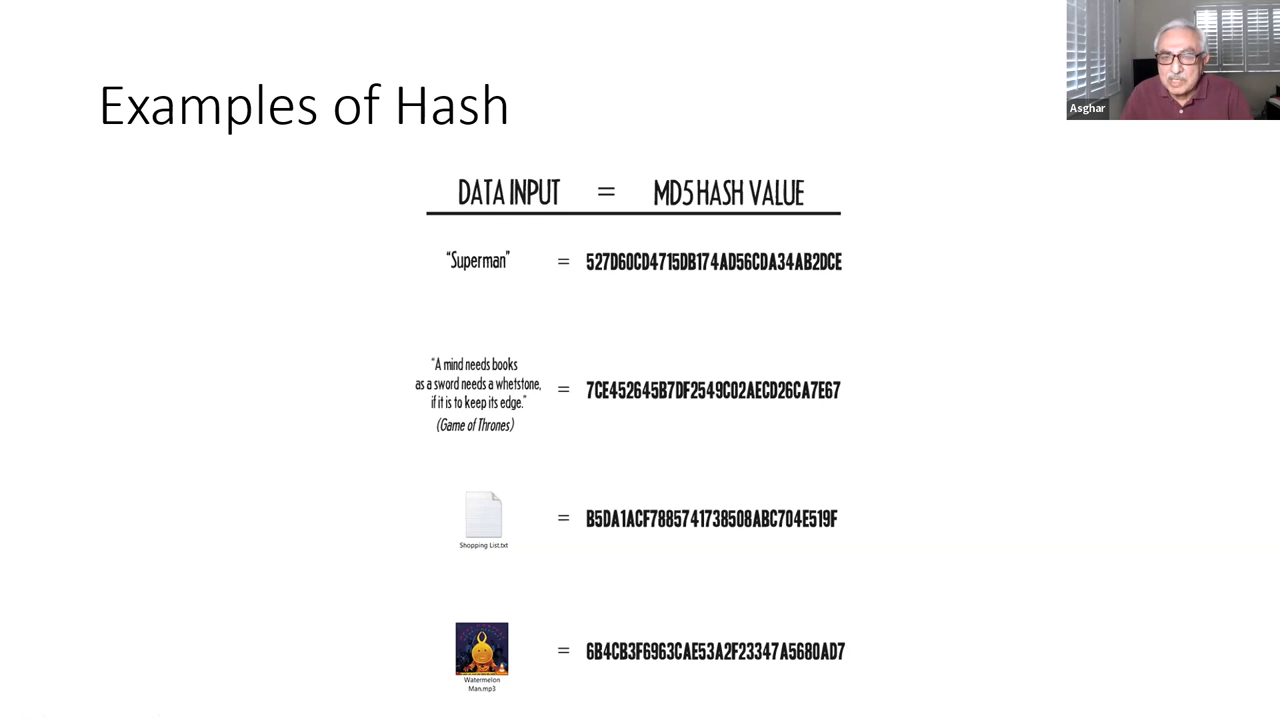 Asghar
Examples of Hash
DATA INPUT = MD5 HASH VALUE
“Superman” = 527D60CD4715DB174AD56CDA34AB2DCE
“A mind needs books
as a sword needs a whetstone,
if it is to keep its edge.”
(Game of Thrones)
= 7CE452645B7DF2549C02AECD26CA7E67
Shopping List.txt
= B5DA1ACF7885741738508ABC704E519F
Watermelon
Man.mp3
= 6B4CB3F6963CAE53A2F23347A5680AD7